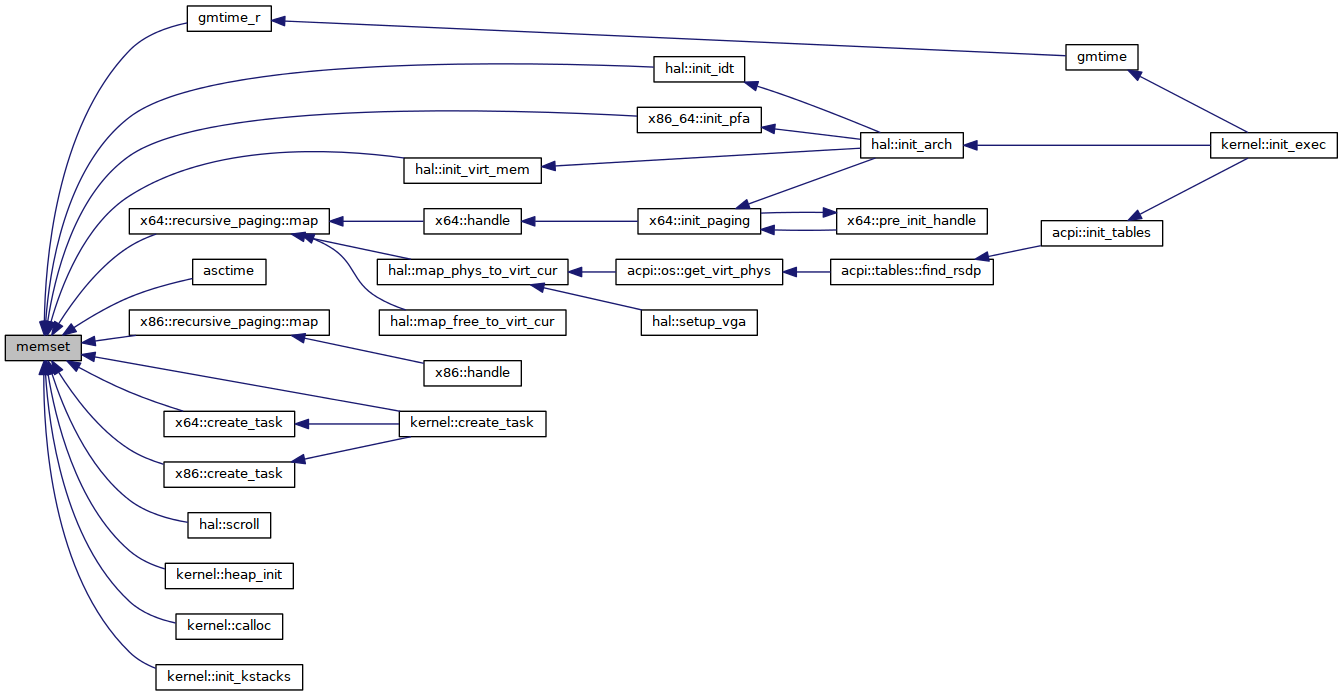 gmtime_r
gmtime
hal::init_idt
x86_64::init_pfa
hal::init_arch
kernel::init_exec
hal::init_virt_mem
x64::recursive_paging::map
x64::handle
x64::init_paging
x64::pre_init_handle
acpi::init_tables
asctime
hal::map_phys_to_virt_cur
acpi::os::get_virt_phys
acpi::tables::find_rsdp
x86::recursive_paging::map
hal::map_free_to_virt_cur
hal::setup_vga
memset
x86::handle
x64::create_task
kernel::create_task
x86::create_task
hal::scroll
kernel::heap_init
kernel::calloc
kernel::init_kstacks